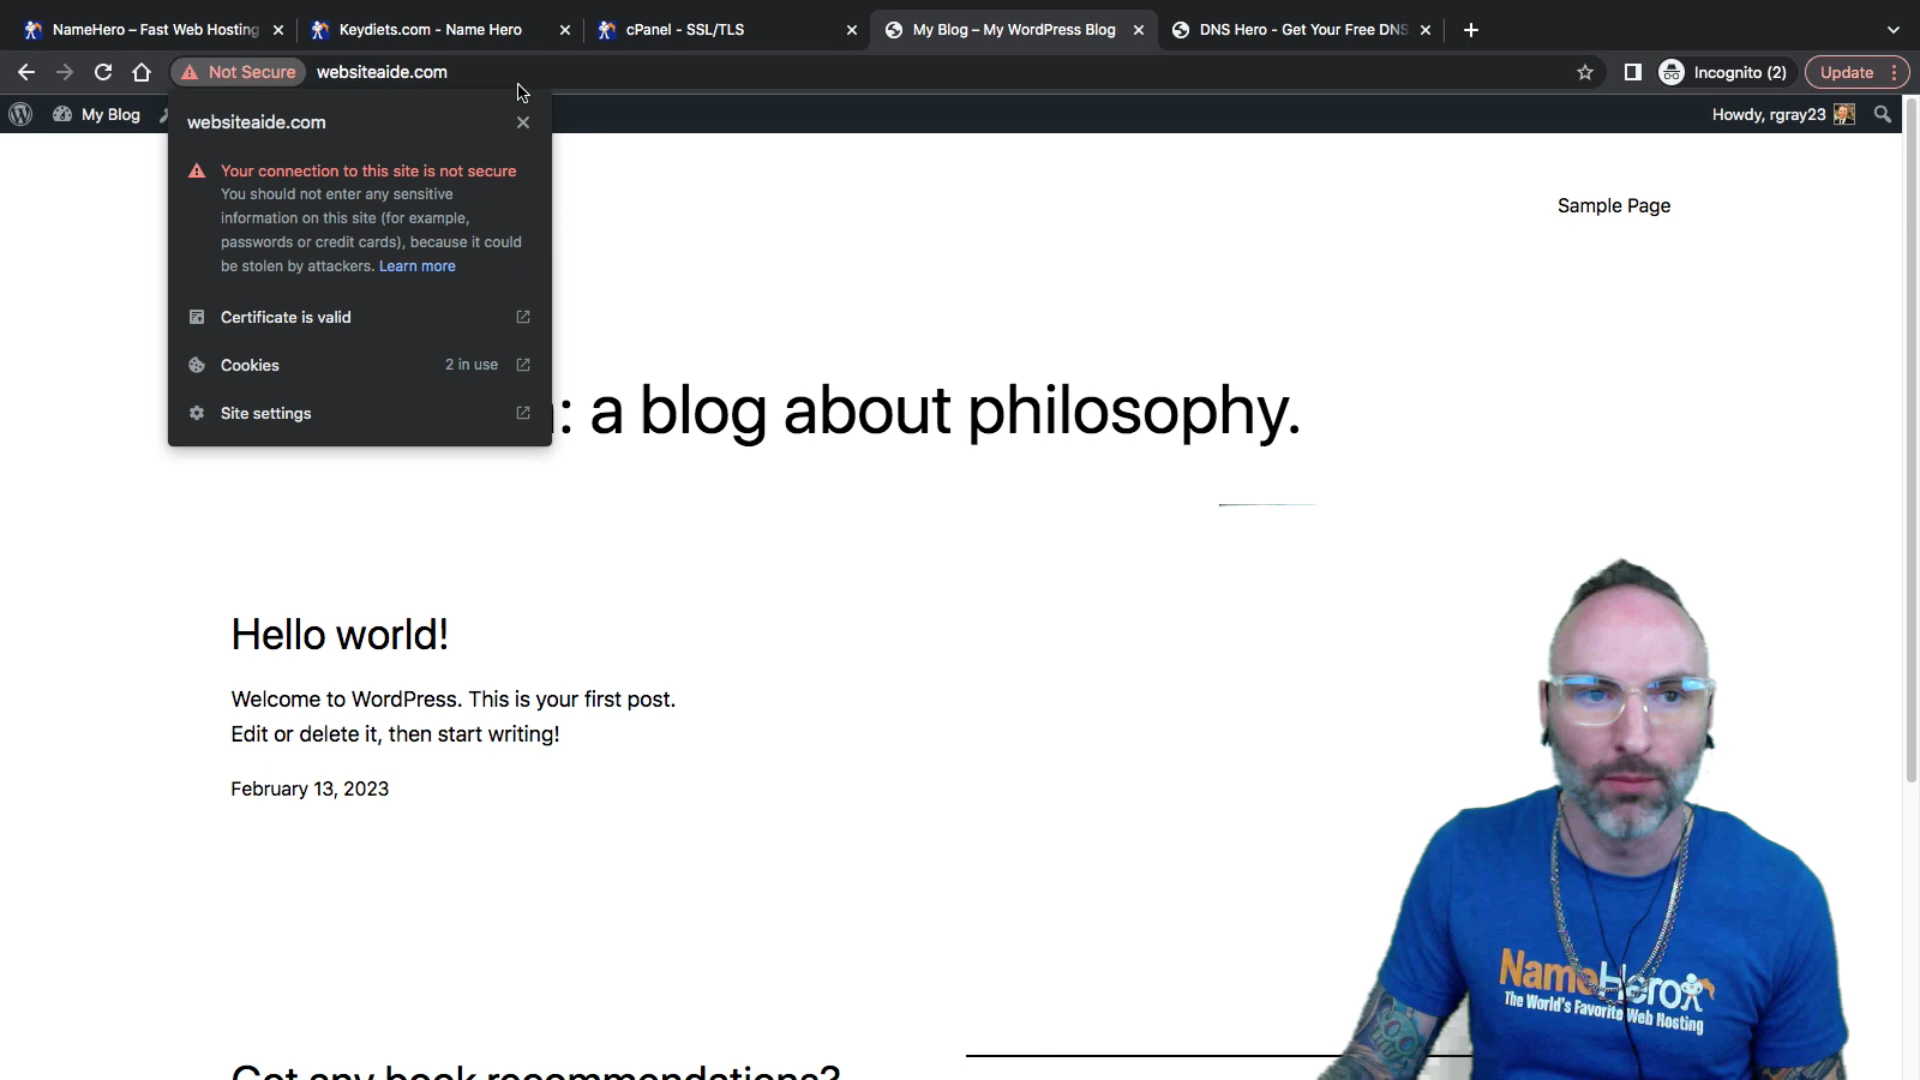 NameHero – Fast Web Hosting
Keydiets.com - Name Hero
cPanel - SSL/TLS
My Blog – My WordPress Blog
DNS Hero - Get Your Free DNS
Not Secure
websiteaide.com
Incognito (2)
Update
My Blog
Howdy, rgray23
websiteaide.com
Your connection to this site is not secure
You should not enter any sensitive
information on this site (for example,
passwords or credit cards), because it could
be stolen by attackers. Learn more
Certificate is valid
Cookies
2 in use
Site settings
Sample Page
: a blog about philosophy.
Hello world!
Welcome to WordPress. This is your first post.
Edit or delete it, then start writing!
February 13, 2023
Got any book recommendations?
NameHero
The World's Favorite Web Hosting